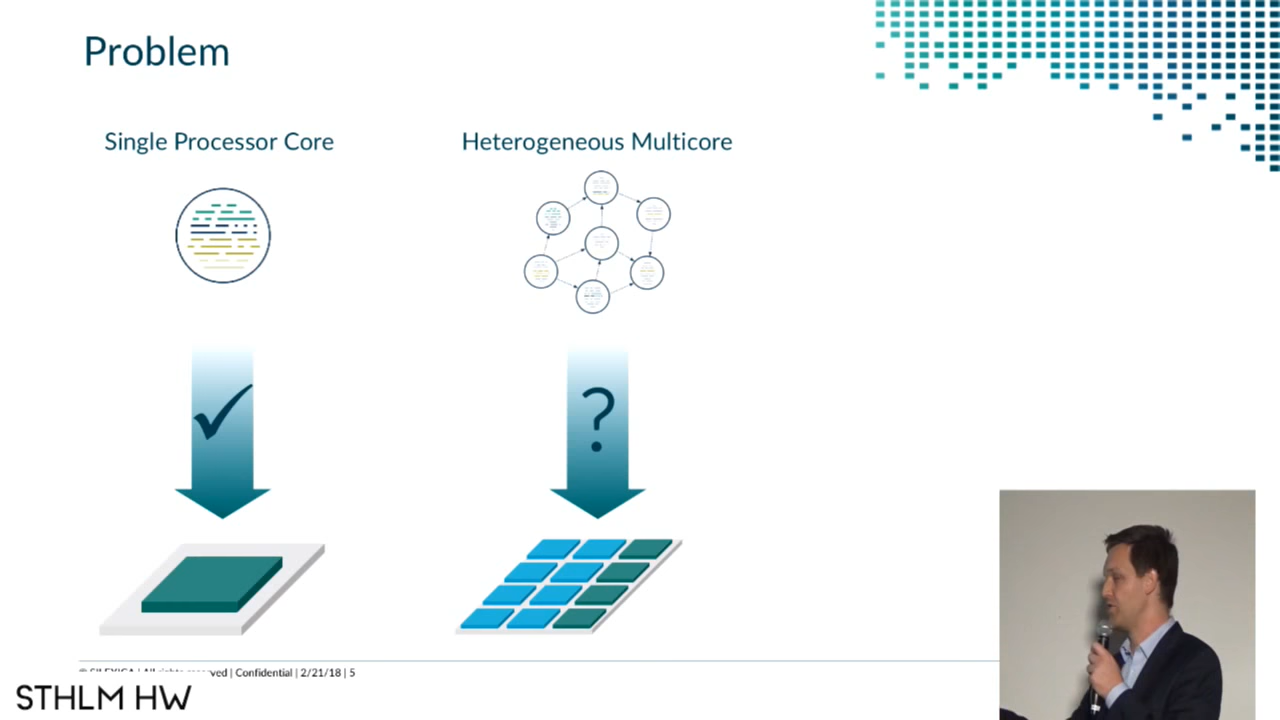 Problem
Single Processor Core
Heterogeneous Multicore
?
© SILEXICA | All rights reserved | Confidential | 2/21/18 | 5
STHLM HW